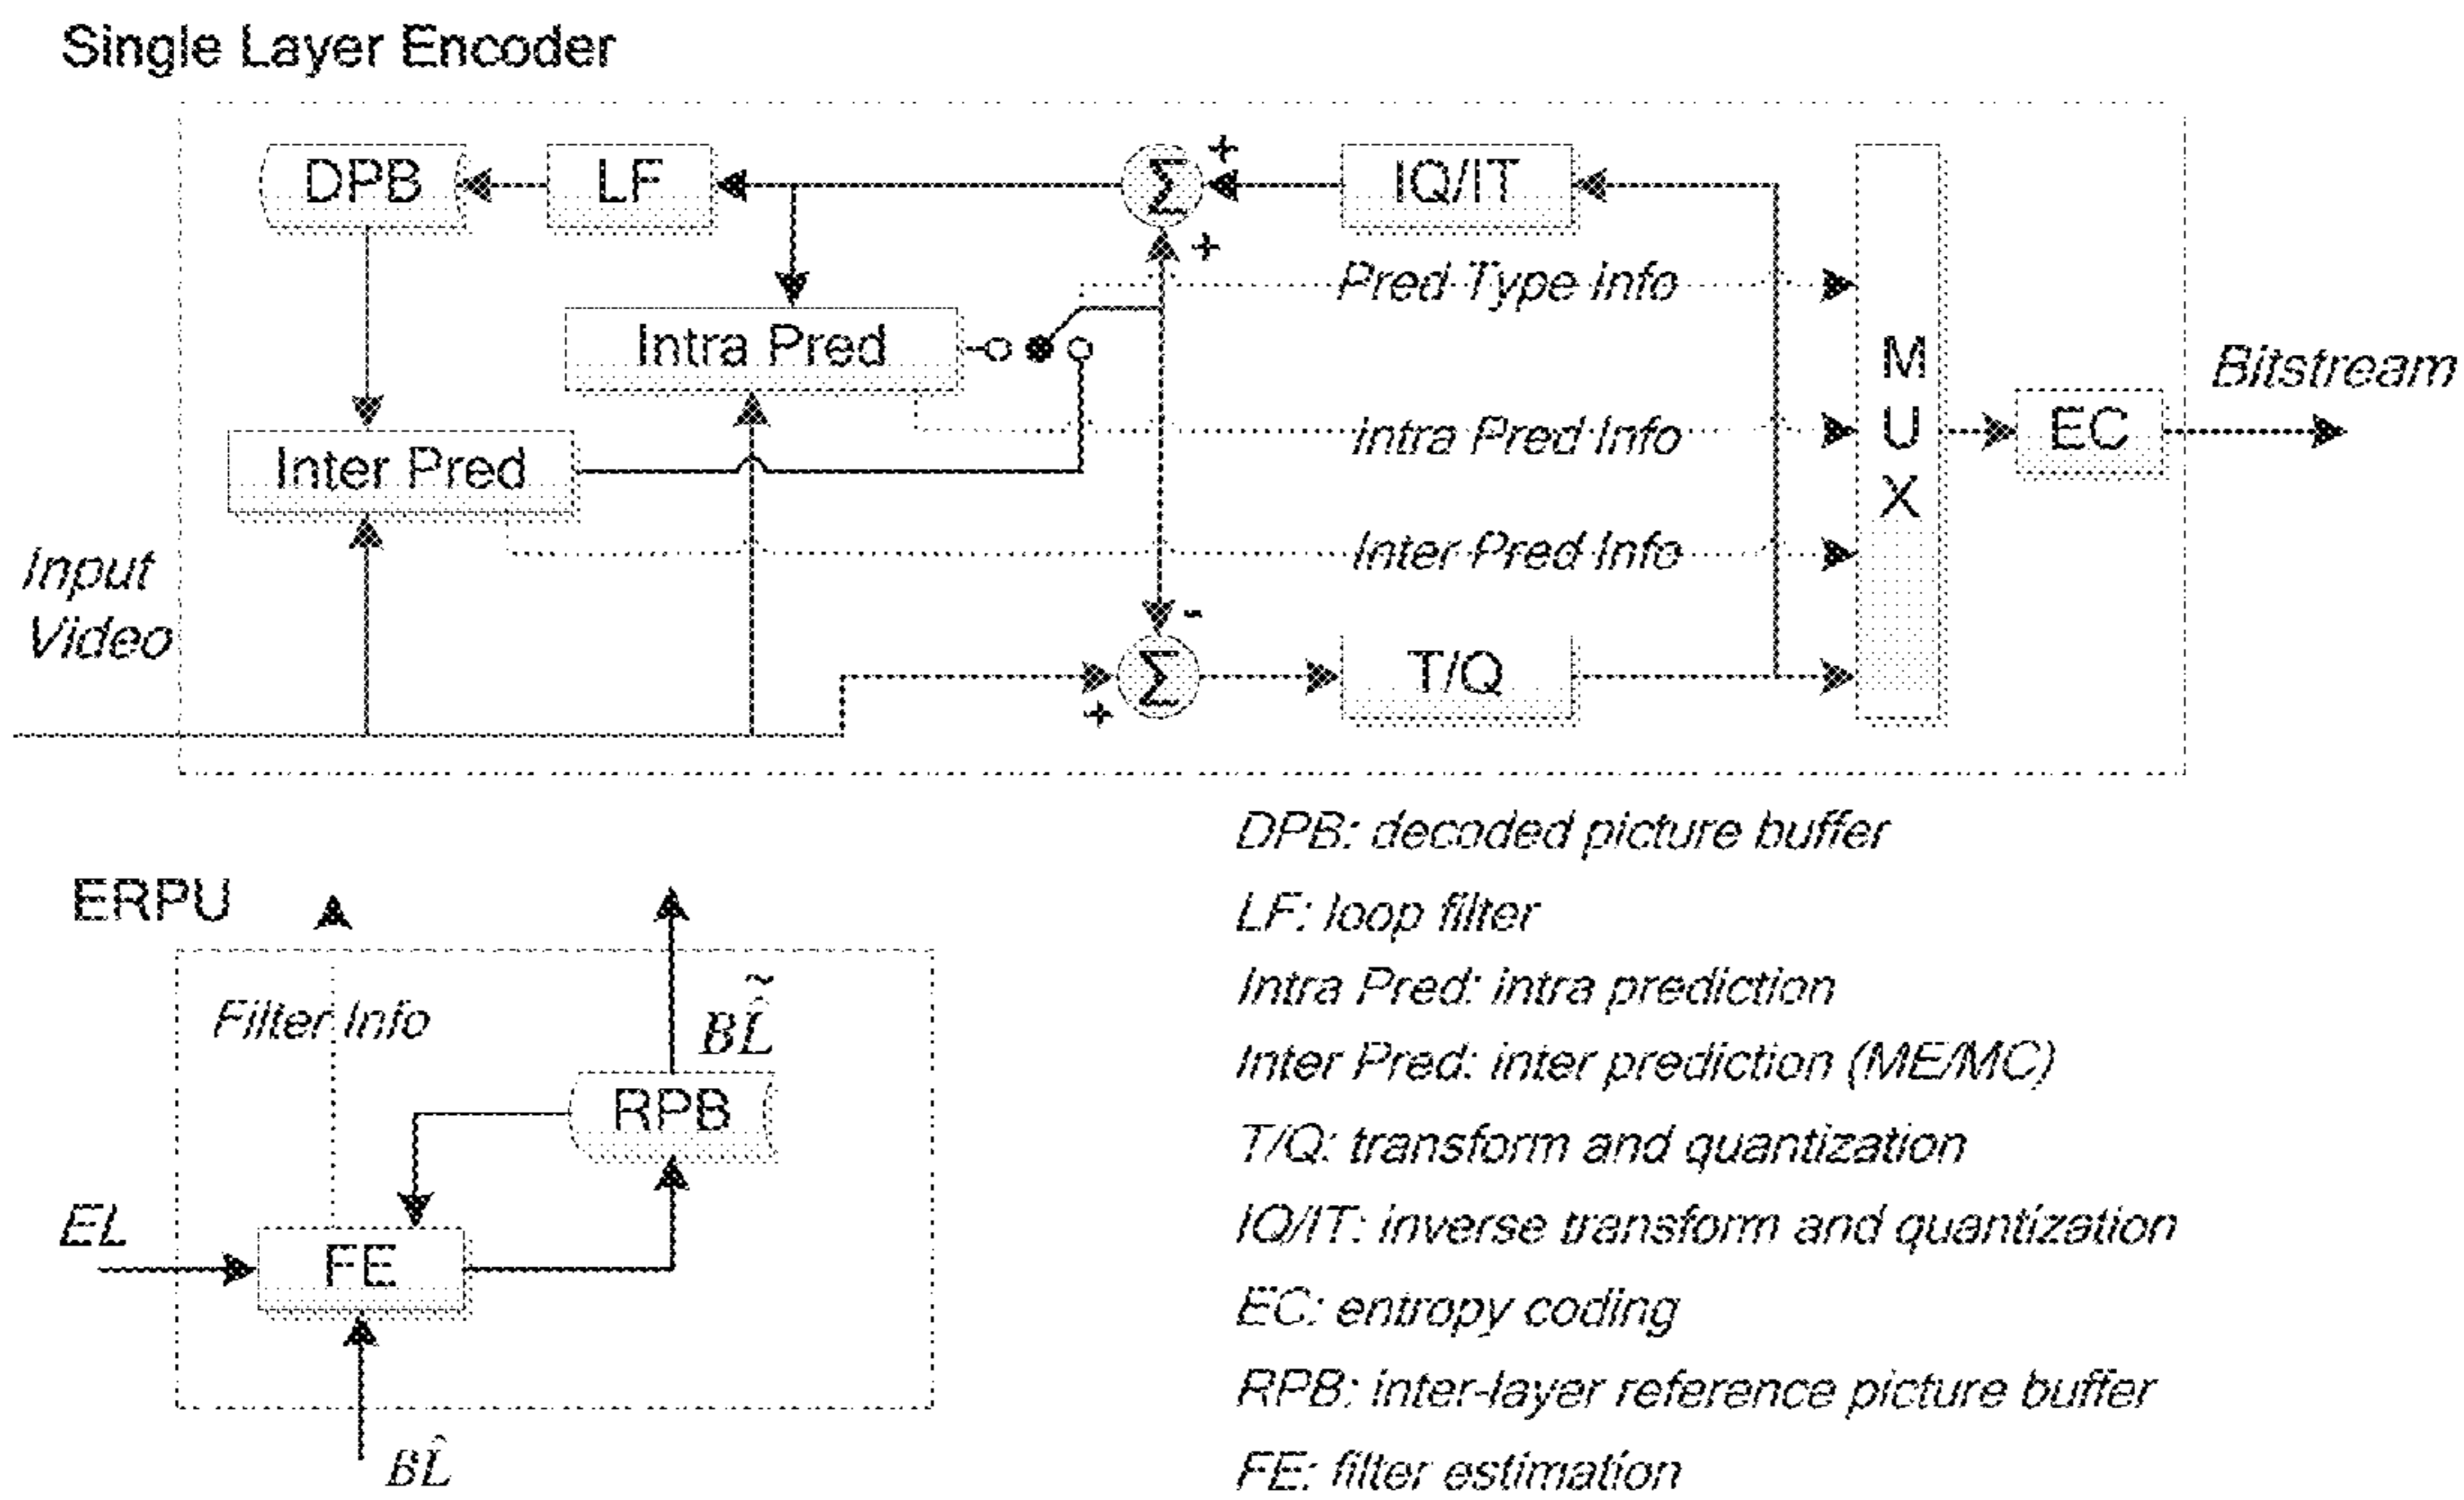 Single Layer Encoder
DPB
LF
Σ
+
+
IQ/IT
Pred Type Info
Intra Pred
Intra Pred Info
Inter Pred
Inter Pred Info
M
U
X
EC
Bitstream
Input
Video
Σ
-
+
T/Q
ERPU
Filter Info
B\tilde{\hat{L}}
RPB
EL
FE
BL̂
DPB: decoded picture buffer
LF: loop filter
Intra Pred: intra prediction
Inter Pred: inter prediction (ME/MC)
T/Q: transform and quantization
IQ/IT: inverse transform and quantization
EC: entropy coding
RPB: inter-layer reference picture buffer
FE: filter estimation